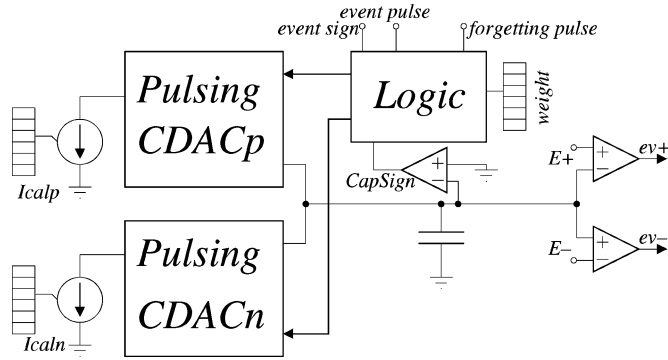 event pulse
event sign
forgetting pulse
Pulsing
CDACp
Logic
weight
Icalp
CapSign
+
−
E+
+
−
ev+
Pulsing
CDACn
Icaln
E−
+
−
ev−